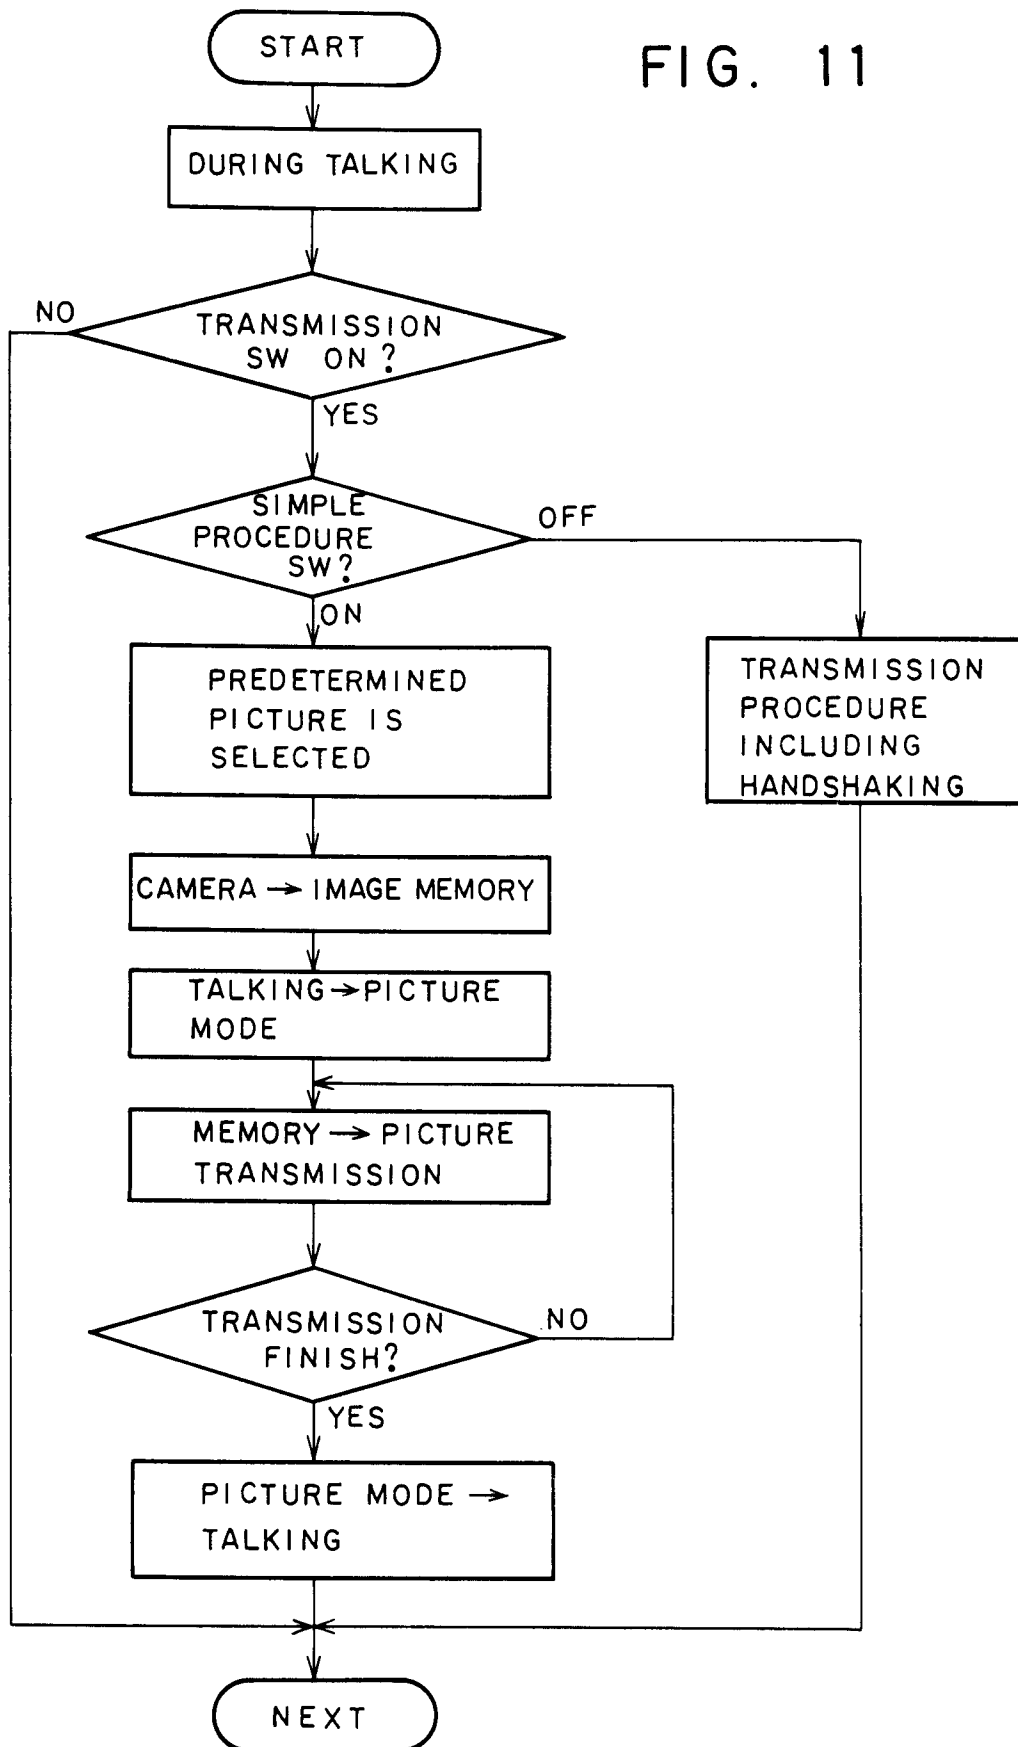 START
FIG. 11
DURING TALKING
NO
TRANSMISSION
SW ON?
YES
SIMPLE
PROCEDURE
SW?
OFF
ON
PREDETERMINED
PICTURE IS
SELECTED
TRANSMISSION
PROCEDURE
INCLUDING
HANDSHAKING
CAMERA → IMAGE MEMORY
TALKING → PICTURE
MODE
MEMORY → PICTURE
TRANSMISSION
TRANSMISSION
FINISH?
NO
YES
PICTURE MODE →
TALKING
NEXT